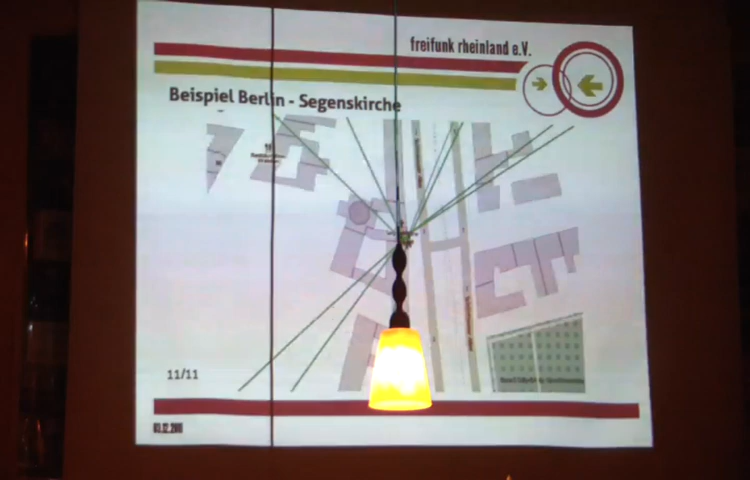 freifunk rheinland e.V.
Beispiel Berlin - Segenskirche
11/11